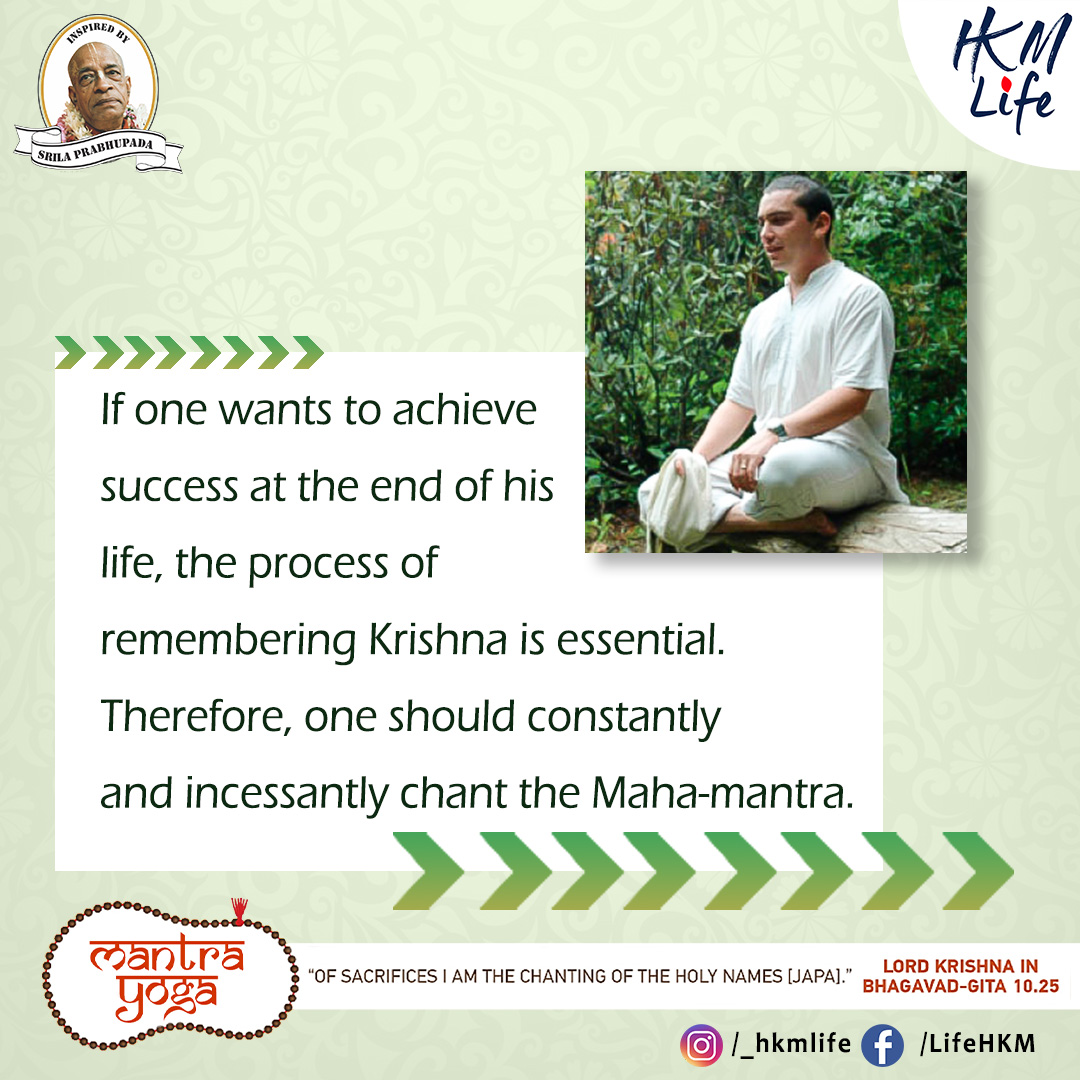 INSPIRED BY
SRILA PRABHUPADA
HKM
Life
If one wants to achieve
success at the end of his
life, the process of
remembering Krishna is essential.
Therefore, one should constantly
and incessantly chant the Maha-mantra.
mantra
yoga
"OF SACRIFICES I AM THE CHANTING OF THE HOLY NAMES [JAPA]."
LORD KRISHNA IN
BHAGAVAD-GITA 10.25
/_hkmlife
/LifeHKM